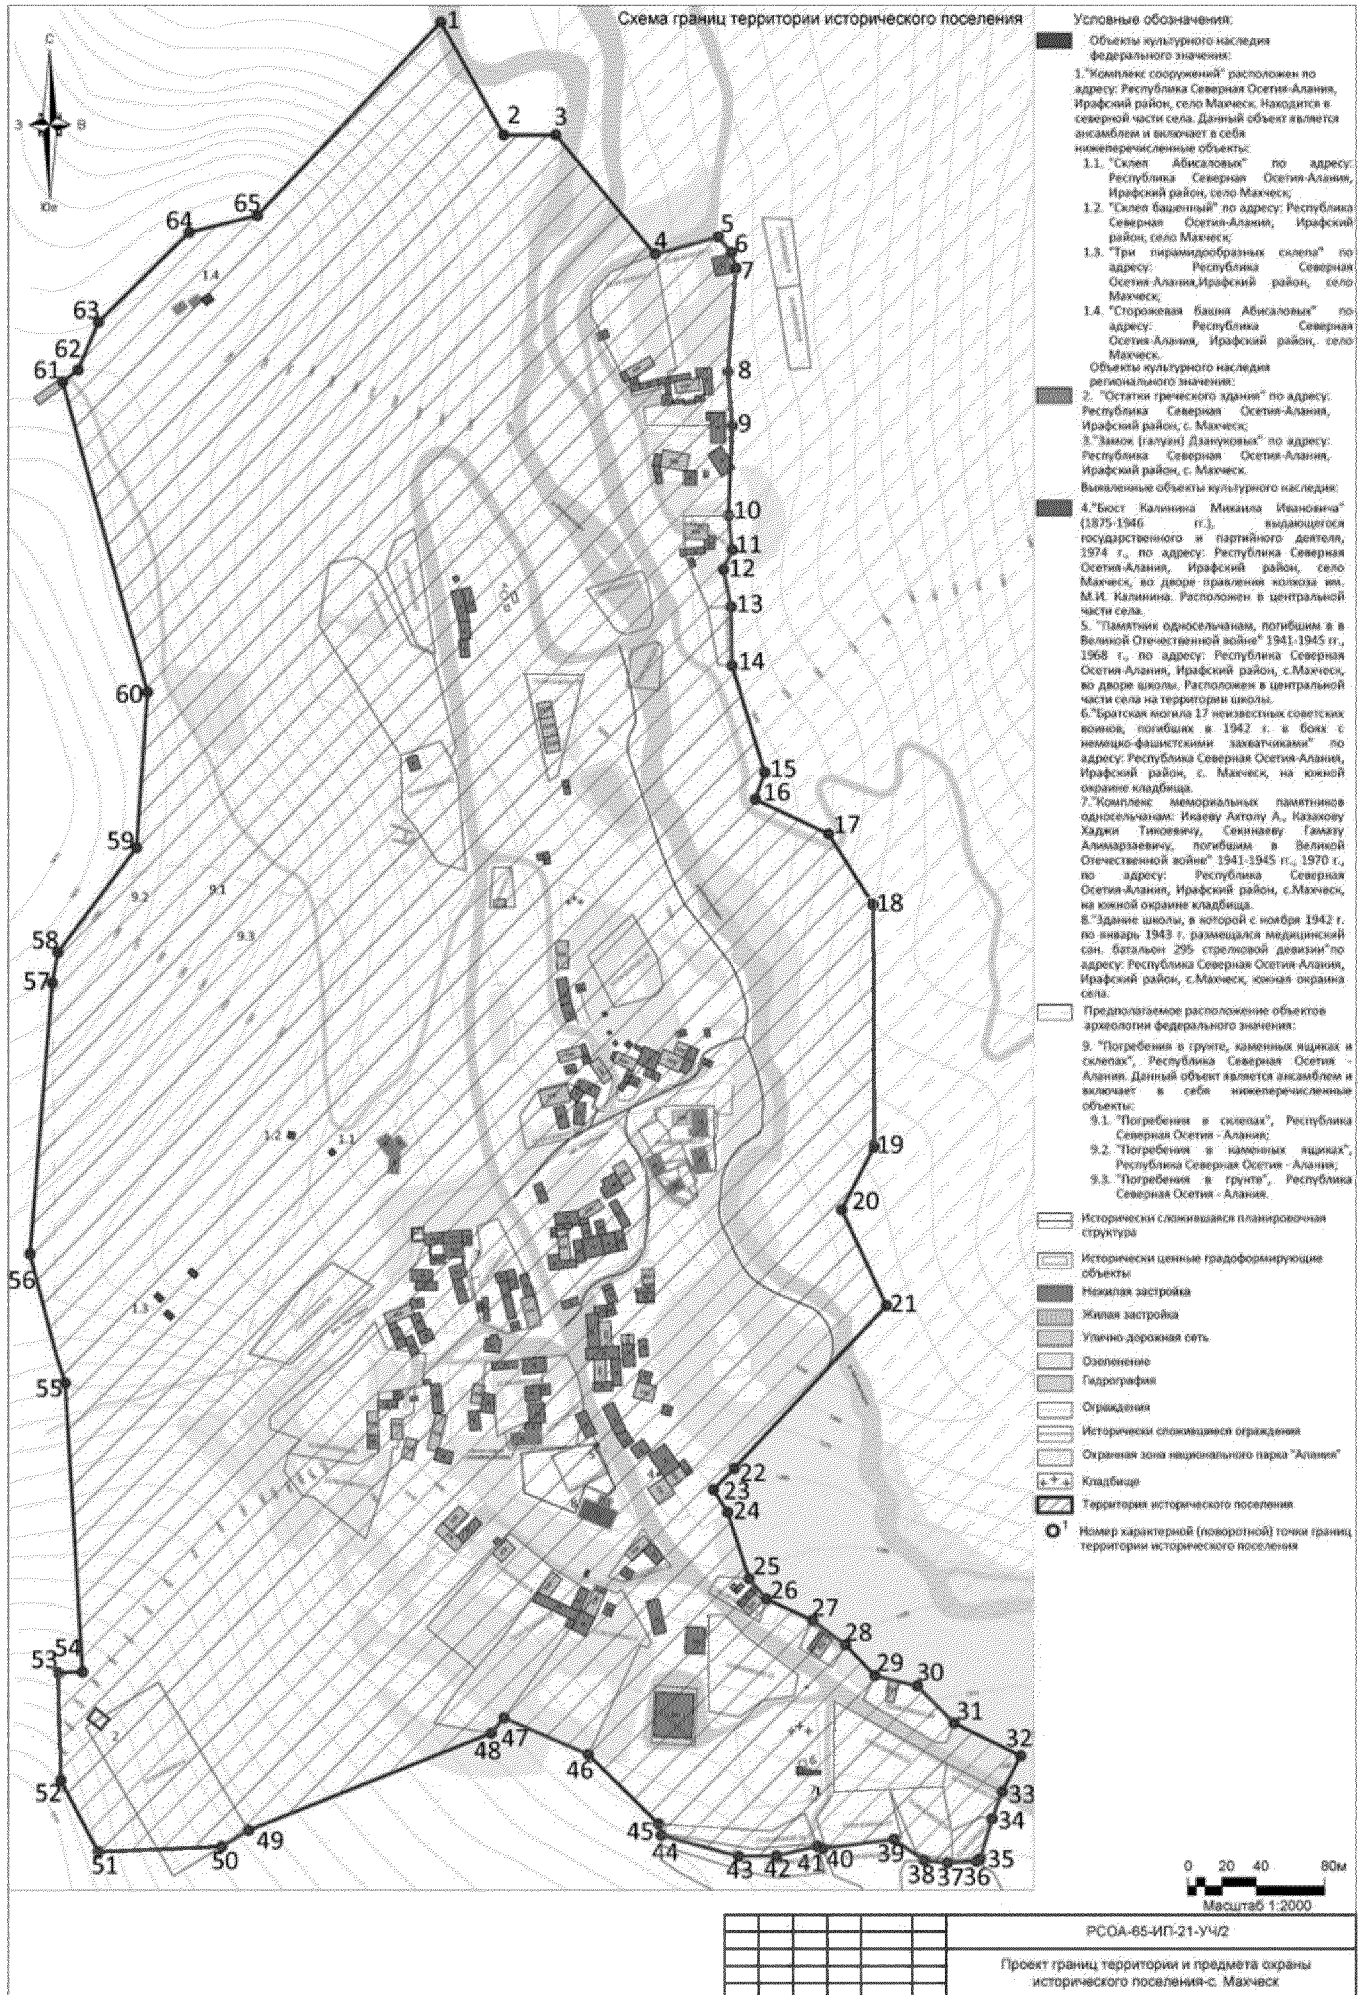 Схема границ территории исторического поселения
С
З
В
Юг
1
2
3
4
5
6
7
8
9
10
11
12
13
14
15
16
17
18
19
20
21
22
23
24
25
26
27
28
29
30
31
32
33
34
35
36
37
38
39
40
41
42
43
44
45
46
47
48
49
50
51
52
53
54
55
56
57
58
59
60
61
62
63
64
65
1.4
9.2
9.1
9.3
1.2
1.1
1.3
2
Условные обозначения:
Объекты культурного наследия
федерального значения:
1."Комплекс сооружений" расположен по
адресу: Республика Северная Осетия-Алания,
Ирафский район, село Махческ. Находится в
северной части села. Данный объект является
ансамблем и включает в себя
нижеперечисленные объекты:
1.1. "Склеп Абисаловых" по адресу:
Республика Северная Осетия-Алания,
Ирафский район, село Махческ;
1.2. "Склеп башенный" по адресу: Республика
Северная Осетия-Алания, Ирафский
район, село Махческ;
1.3. "Три пирамидообразных склепа" по
адресу: Республика Северная
Осетия-Алания,Ирафский район, село
Махческ;
1.4. "Сторожевая башня Абисаловых" по
адресу: Республика Северная
Осетия-Алания, Ирафский район, село
Махческ.
Объекты культурного наследия
регионального значения:
2. "Остатки греческого здания" по адресу:
Республика Северная Осетия-Алания,
Ирафский район, с. Махческ;
3."Замок (галуан) Дзануковых" по адресу:
Республика Северная Осетия-Алания,
Ирафский район, с. Махческ.
Выявленные объекты культурного наследия:
4."Бюст Калинина Михаила Ивановича"
(1875-1946 гг.), выдающегося
государственного и партийного деятеля,
1974 г., по адресу: Республика Северная
Осетия-Алания, Ирафский район, село
Махческ, во дворе правления колхоза им.
М.И. Калинина. Расположен в центральной
части села.
5. "Памятник односельчанам, погибшим в в
Великой Отечественной войне" 1941-1945 гг.,
1968 г., по адресу: Республика Северная
Осетия-Алания, Ирафский район, с.Махческ,
во дворе школы. Расположен в центральной
части села на территории школы.
6."Братская могила 17 неизвестных советских
воинов, погибших в 1942 г. в боях с
немецко-фашистскими захватчиками" по
адресу: Республика Северная Осетия-Алания,
Ирафский район, с. Махческ, на южной
окраине кладбища.
7."Комплекс мемориальных памятников
односельчанам: Икаеву Ахтолу А., Казахову
Хаджи Тиковичу, Секинаеву Гамазу
Алимарзаевичу, погибшим в Великой
Отечественной войне" 1941-1945 гг., 1970 г.,
по адресу: Республика Северная
Осетия-Алания, Ирафский район, с.Махческ,
на южной окраине кладбища.
8."Здание школы, в которой с ноября 1942 г.
по январь 1943 г. размещался медицинский
сан. батальон 295 стрелковой девизии"по
адресу: Республика Северная Осетия-Алания,
Ирафский район, с.Махческ, южная окраина
села.
Предполагаемое расположение объектов
археологии федерального значения:
9. "Погребения в грунте, каменных ящиках и
склепах", Республика Северная Осетия -
Алания. Данный объект является ансамблем и
включает в себя нижеперечисленные
объекты:
9.1. "Погребения в склепах", Республика
Северная Осетия - Алания;
9.2. "Погребения в каменных ящиках",
Республика Северная Осетия - Алания;
9.3. "Погребения в грунте", Республика
Северная Осетия - Алания.
Исторически сложившаяся планировочная
структура
Исторически ценные градоформирующие
объекты
Нежилая застройка
Жилая застройка
Улично-дорожная сеть
Озеленение
Гидрография
Ограждения
Исторически сложившиеся ограждения
Охранная зона национального парка "Алания"
Кладбище
Территория исторического поселения
1
Номер характерной (поворотной) точки границ
территории исторического поселения
0 20 40 80м
Масштаб 1:2000
РСОА-65-ИП-21-УЧ/2
Проект границ территории и предмета охраны
исторического поселения-с. Махческ